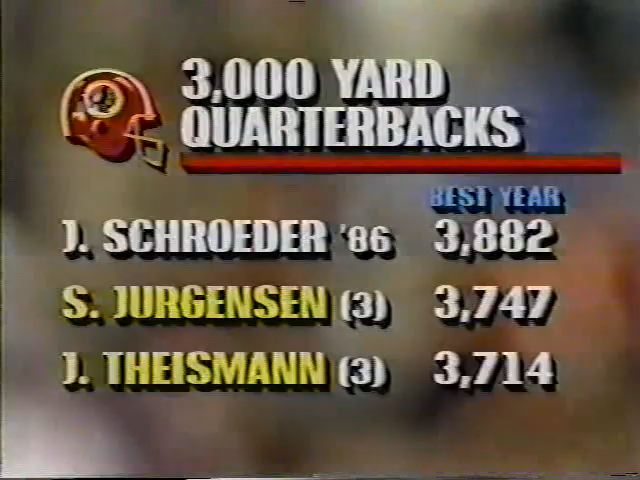 3,000 YARD
QUARTERBACKS
BEST YEAR
J. SCHROEDER '86 3,882
S. JURGENSEN (3) 3,747
J. THEISMANN (3) 3,714